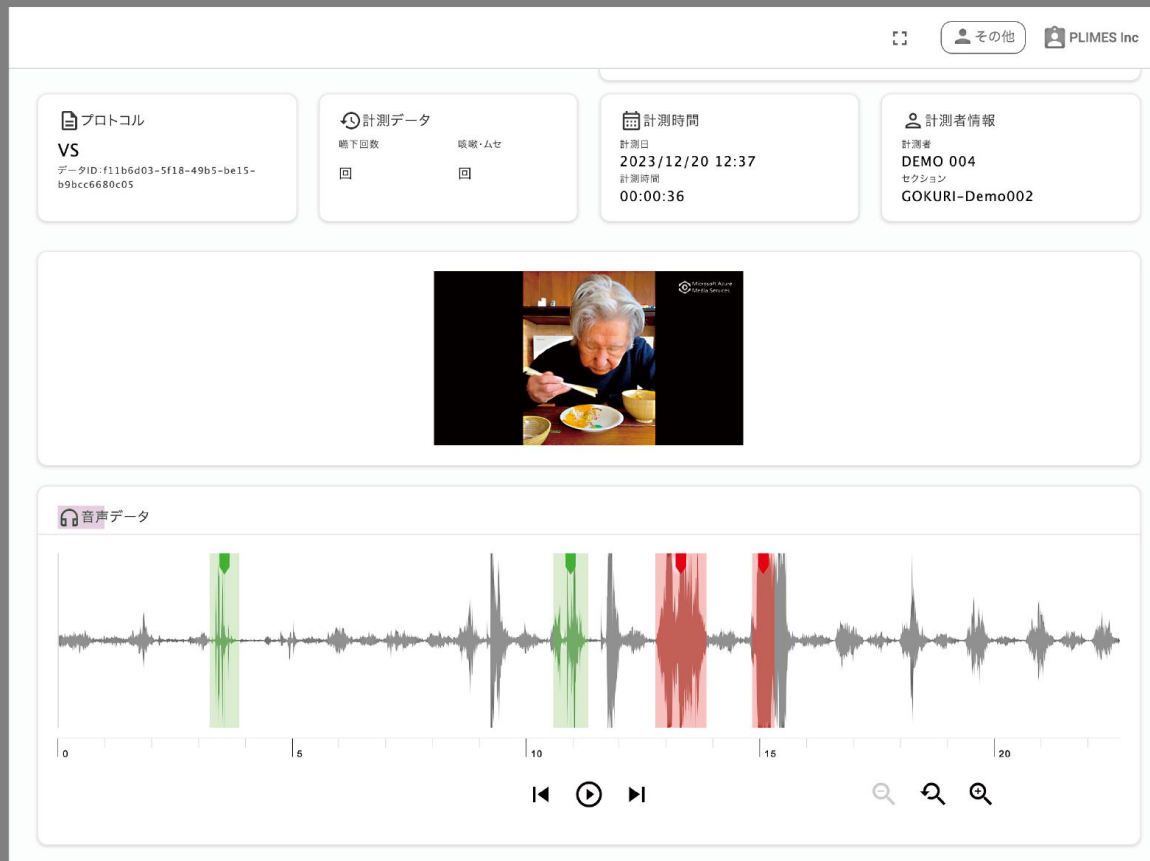 その他
PLIMES Inc
プロトコル
VS
データID:f11b6d03-5f18-49b5-be15-
b9bcc6680c05
計測データ
嚥下回数 咳嗽・ムセ
回 回
計測時間
計測日
2023/12/20 12:37
計測時間
00:00:36
計測者情報
計測者
DEMO 004
セクション
GOKURI-Demo002
Microsoft Azure
Media Services
音声データ
0 5 10 15 20